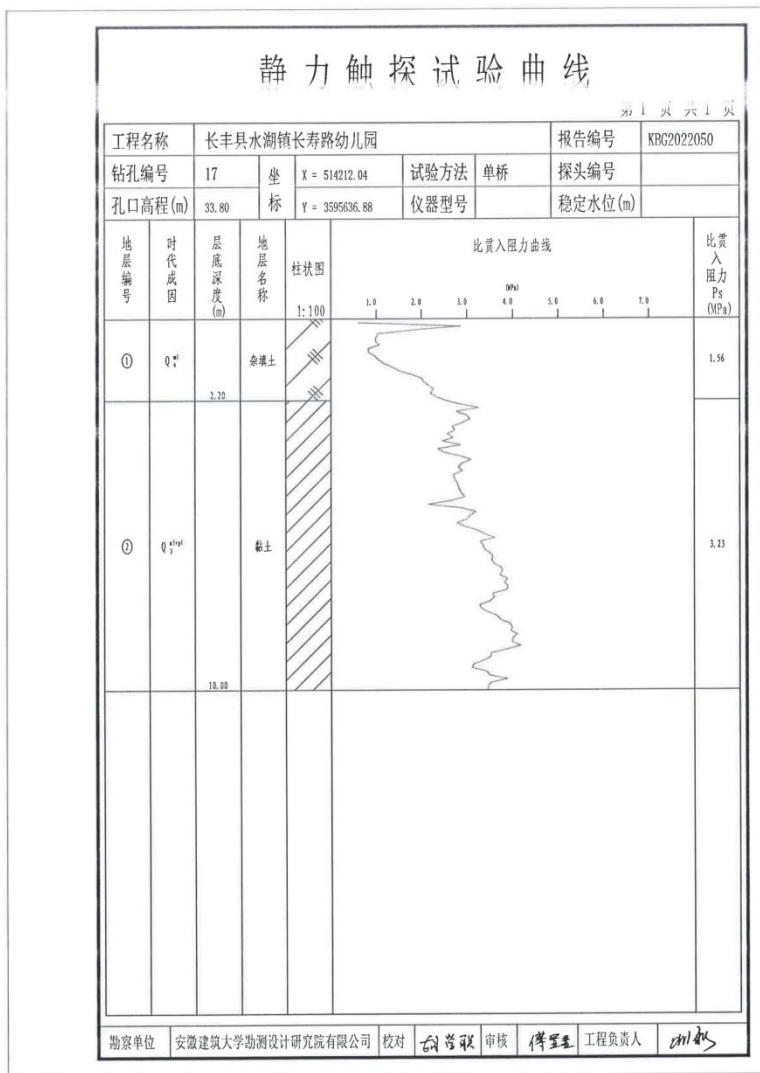 静力触探试验曲线
第 1 页 共 1 页
工程名称 长丰县水湖镇长寿路幼儿园 报告编号 KBG2022050
钻孔编号 17 坐标 X = 514212.04 试验方法 单桥 探头编号
孔口高程(m) 33.80 Y = 3595636.88 仪器型号 稳定水位(m)
地层编号 时代成因 层底深度(m) 地层名称 柱状图 1:100 比贯入阻力曲线 比贯入阻力 Ps (MPa)
(MPa)
1.0 2.0 3.0 4.0 5.0 6.0 7.0
① Q 4 ml 2.20 杂填土 1.56
② Q 3 al+pl 10.00 黏土 3.23
勘察单位 安徽建筑大学勘测设计研究院有限公司 校对 审核 工程负责人